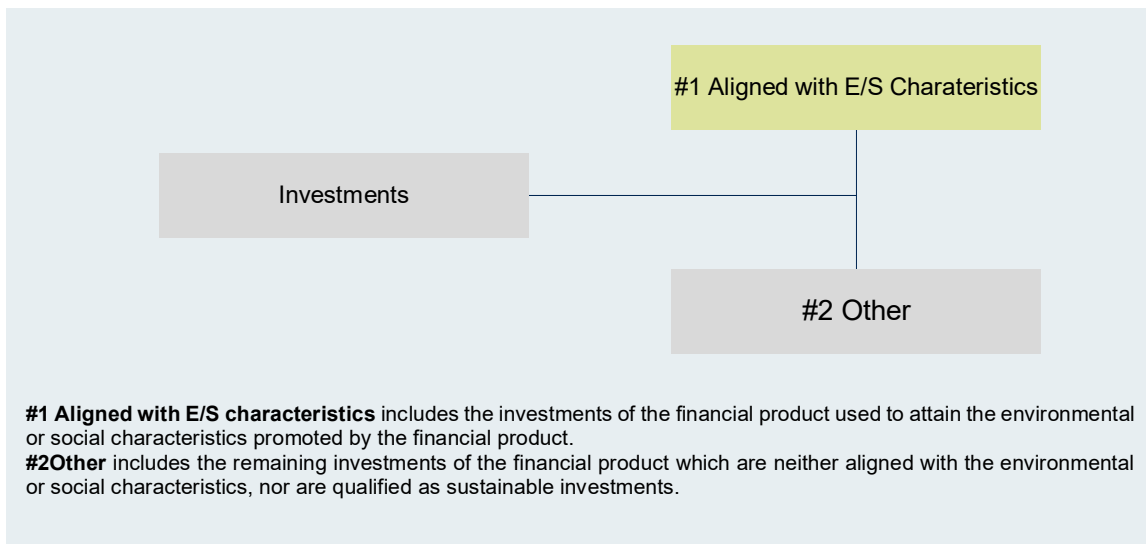 #1 Aligned with E/S Charateristics
Investments
#2 Other
#1 Aligned with E/S characteristics includes the investments of the financial product used to attain the environmental
or social characteristics promoted by the financial product.
#2Other includes the remaining investments of the financial product which are neither aligned with the environmental
or social characteristics, nor are qualified as sustainable investments.